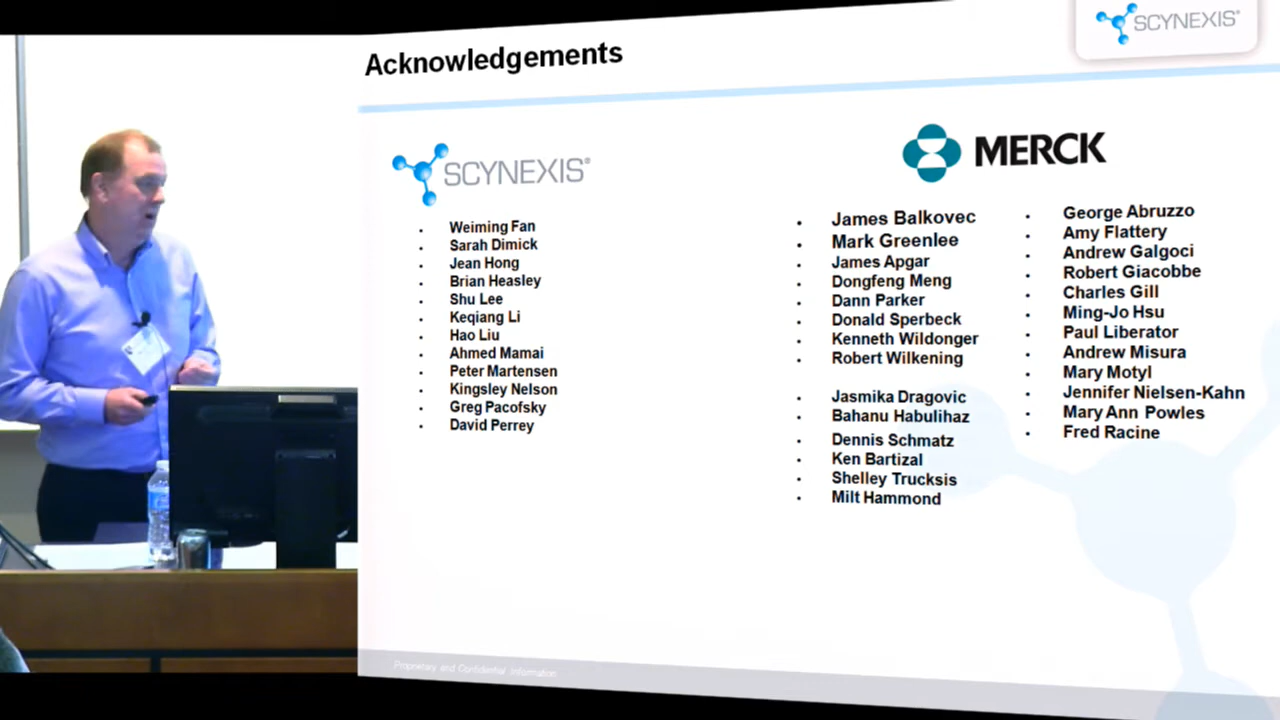 Acknowledgements
SCYNEXIS®
SCYNEXIS®
MERCK
Weiming Fan
Sarah Dimick
Jean Hong
Brian Heasley
Shu Lee
Keqiang Li
Hao Liu
Ahmed Mamai
Peter Martensen
Kingsley Nelson
Greg Pacofsky
David Perrey
James Balkovec
Mark Greenlee
James Apgar
Dongfeng Meng
Dann Parker
Donald Sperbeck
Kenneth Wildonger
Robert Wilkening
Jasmika Dragovic
Bahanu Habulihaz
Dennis Schmatz
Ken Bartizal
Shelley Trucksis
Milt Hammond
George Abruzzo
Amy Flattery
Andrew Galgoci
Robert Giacobbe
Charles Gill
Ming-Jo Hsu
Paul Liberator
Andrew Misura
Mary Motyl
Jennifer Nielsen-Kahn
Mary Ann Powles
Fred Racine
Proprietary and Confidential Information